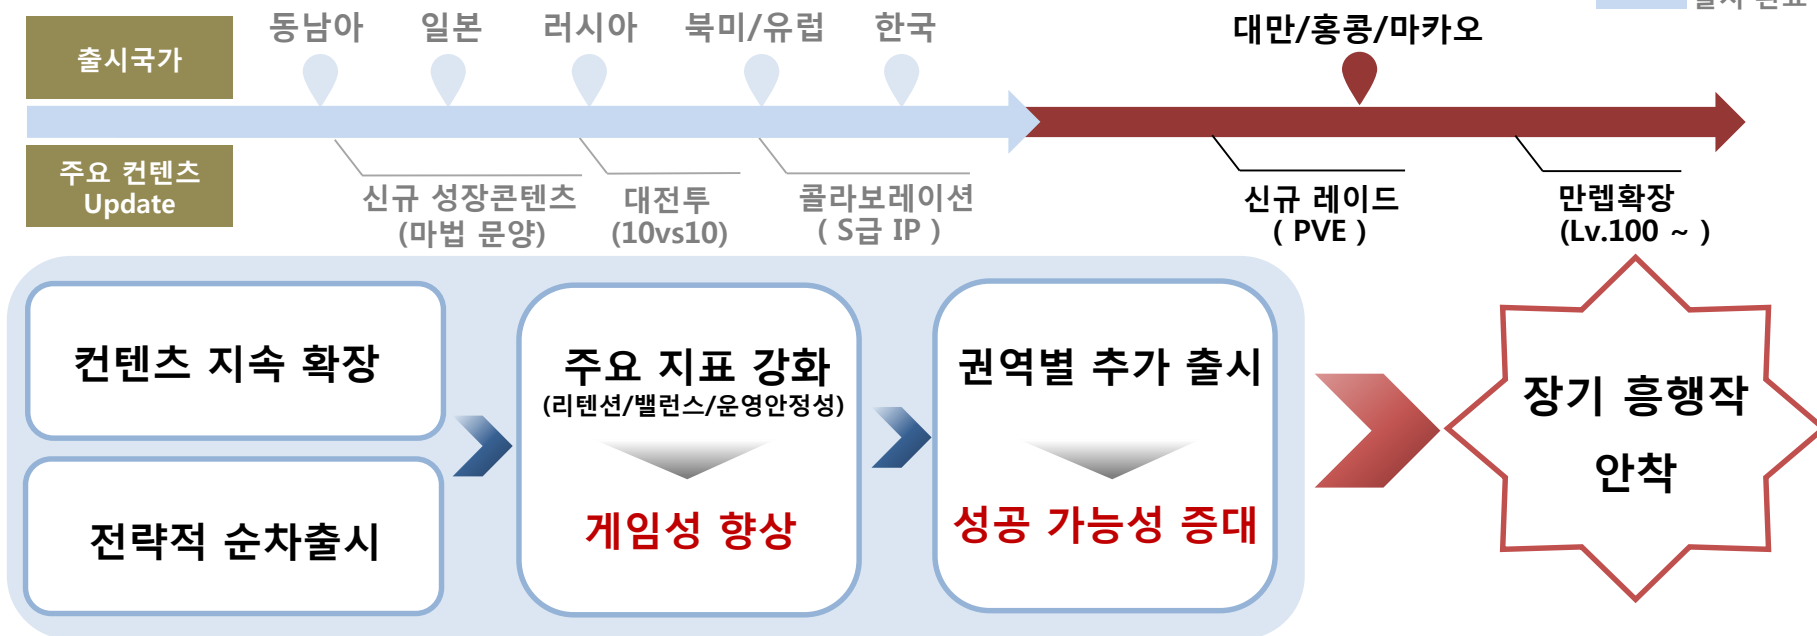 출시국가
동남아
일본
러시아
북미/유럽
한국
대만/홍콩/마카오
주요 컨텐츠
Update
신규 성장콘텐츠
(마법 문양)
대전투
(10vs10)
콜라보레이션
( S급 IP )
신규 레이드
( PVE )
만렙확장
(Lv.100 ~ )
컨텐츠 지속 확장
전략적 순차출시
주요 지표 강화
(리텐션/밸런스/운영안정성)
게임성 향상
권역별 추가 출시
성공 가능성 증대
장기 흥행작
안착